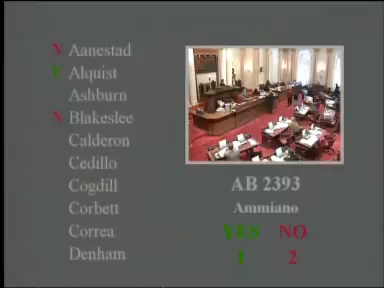 X Aanestad
Y Alquist
Ashburn
X Blakeslee
Calderon
Cedillo
Cogdill
Corbett
Correa
Denham
AB 2393
Ammiano
YES NO
1 2